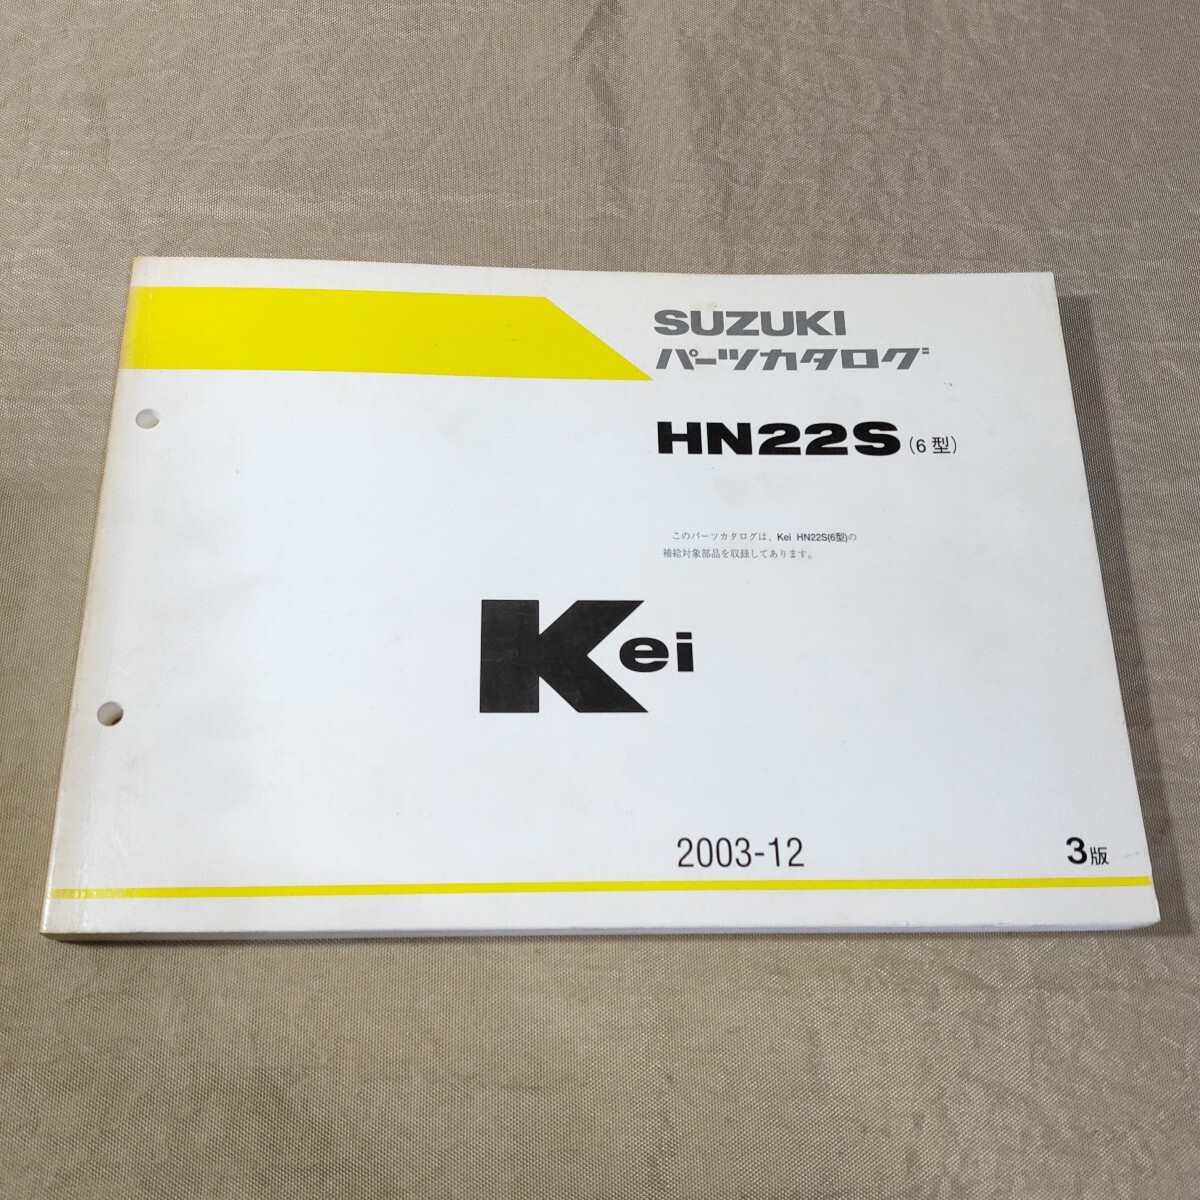 SUZUKI
パーツカタログ
HN22S (6型)
このパーツカタログは、Kei HN22S(6型)の
補給対象部品を収録してあります。
Kei
2003-12
3版